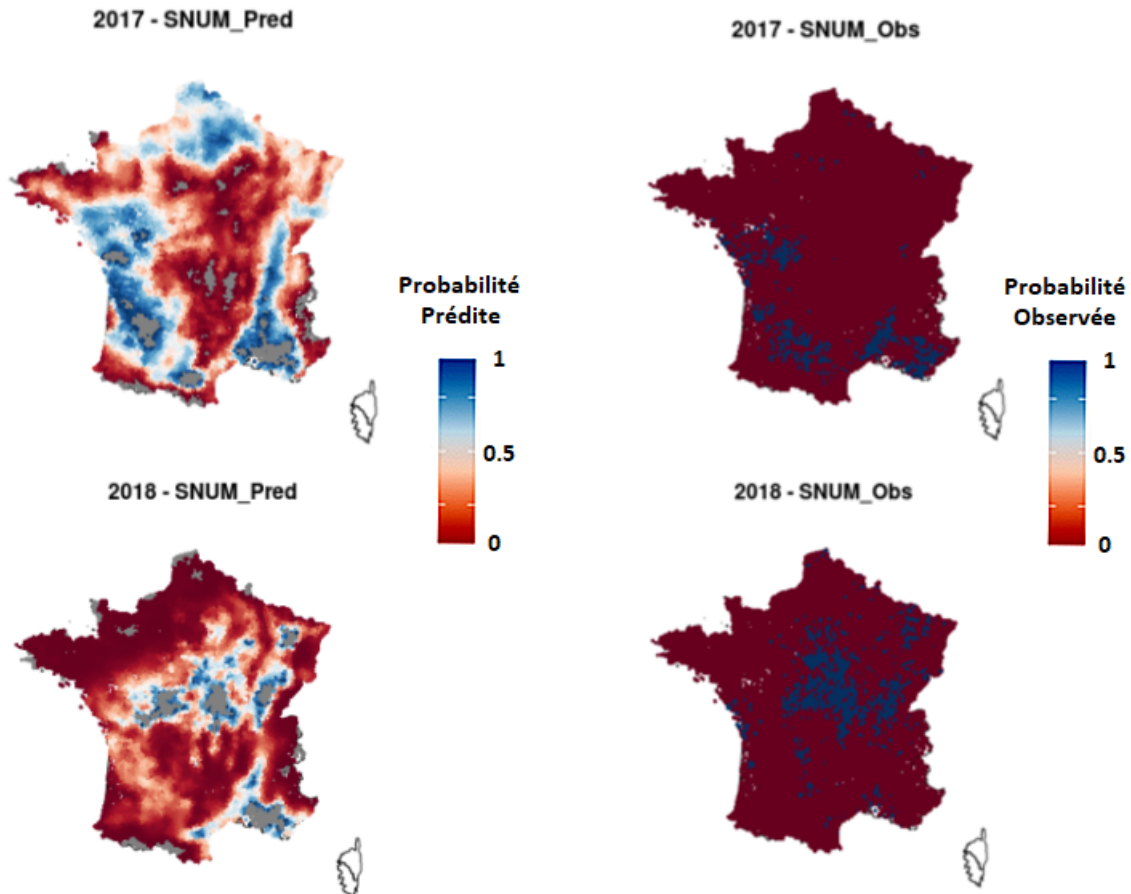 2017 - SNUM_Pred
2017 - SNUM_Obs
Probabilité
Prédite
1
0.5
0
Probabilité
Observée
1
0.5
0
2018 - SNUM_Pred
2018 - SNUM_Obs